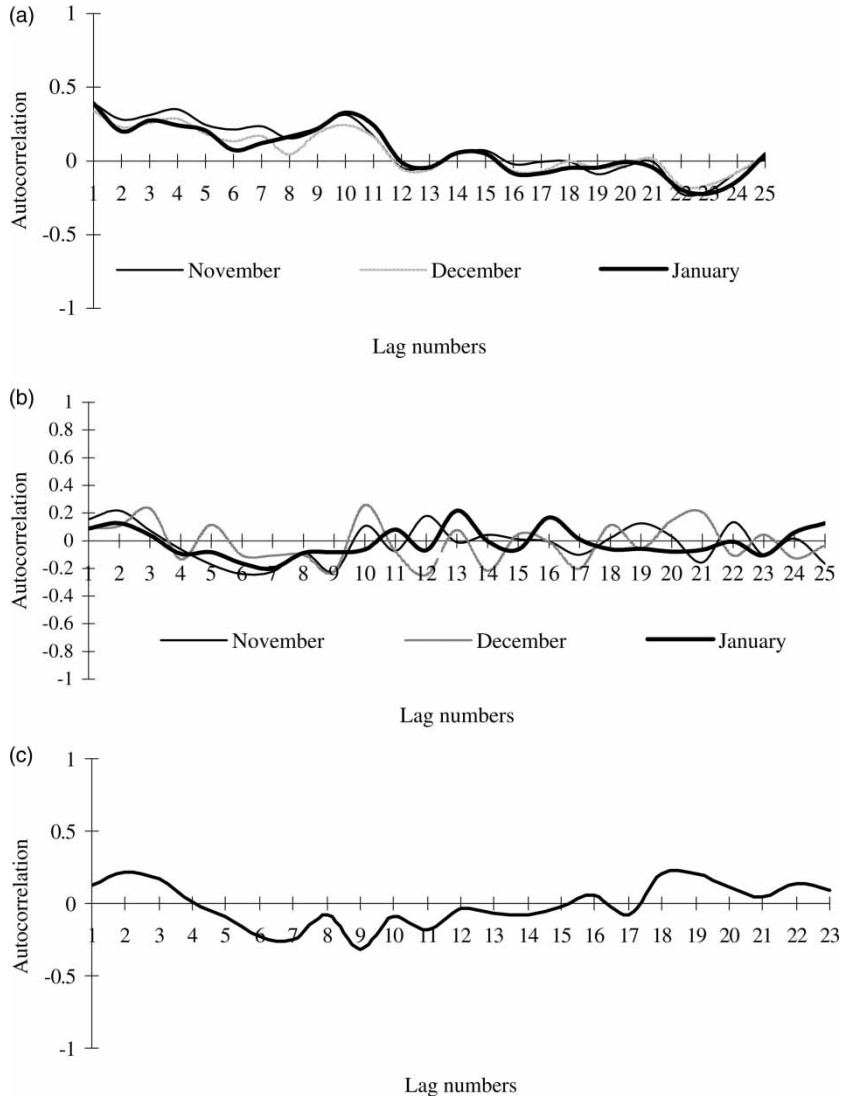 (a)
1
0.5
0
-0.5
-1
Autocorrelation
1 2 3 4 5 6 7 8 9 10 11 12 13 14 15 16 17 18 19 20 21 22 23 24 25
November December January
Lag numbers
(b)
1
0.8
0.6
0.4
0.2
0
-0.2
-0.4
-0.6
-0.8
-1
Autocorrelation
1 2 3 4 5 6 7 8 9 10 11 12 13 14 15 16 17 18 19 20 21 22 23 24 25
November December January
Lag numbers
(c)
1
0.5
0
-0.5
-1
Autocorrelation
1 2 3 4 5 6 7 8 9 10 11 12 13 14 15 16 17 18 19 20 21 22 23
Lag numbers